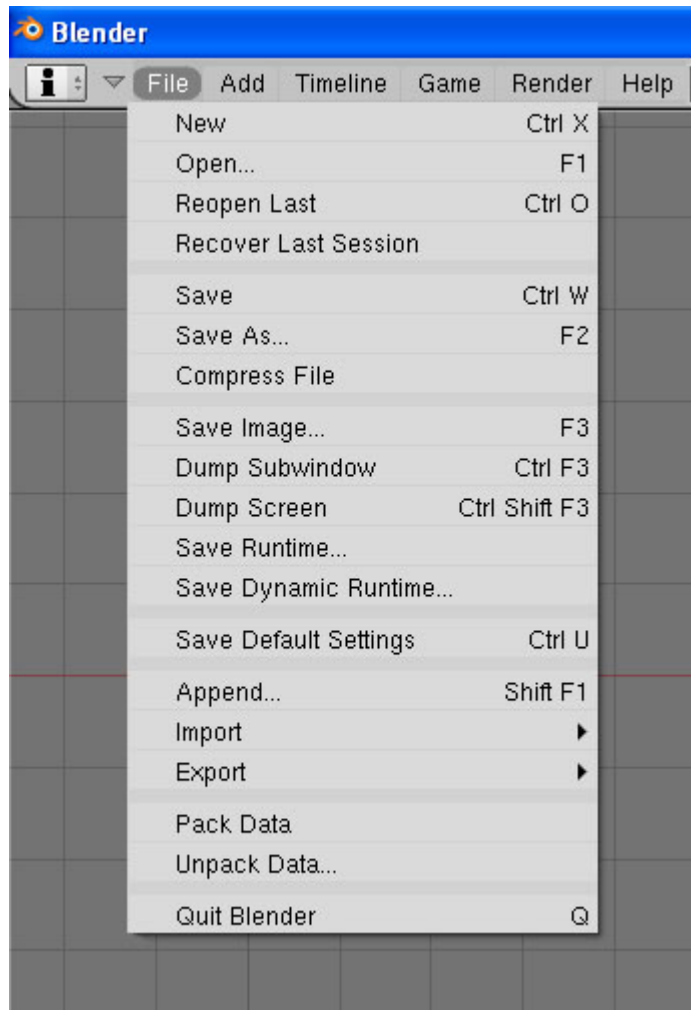 Blender
File Add Timeline Game Render Help
New Ctrl X
Open... F1
Reopen Last Ctrl O
Recover Last Session
Save Ctrl W
Save As... F2
Compress File
Save Image... F3
Dump Subwindow Ctrl F3
Dump Screen Ctrl Shift F3
Save Runtime...
Save Dynamic Runtime...
Save Default Settings Ctrl U
Append... Shift F1
Import
Export
Pack Data
Unpack Data...
Quit Blender Q